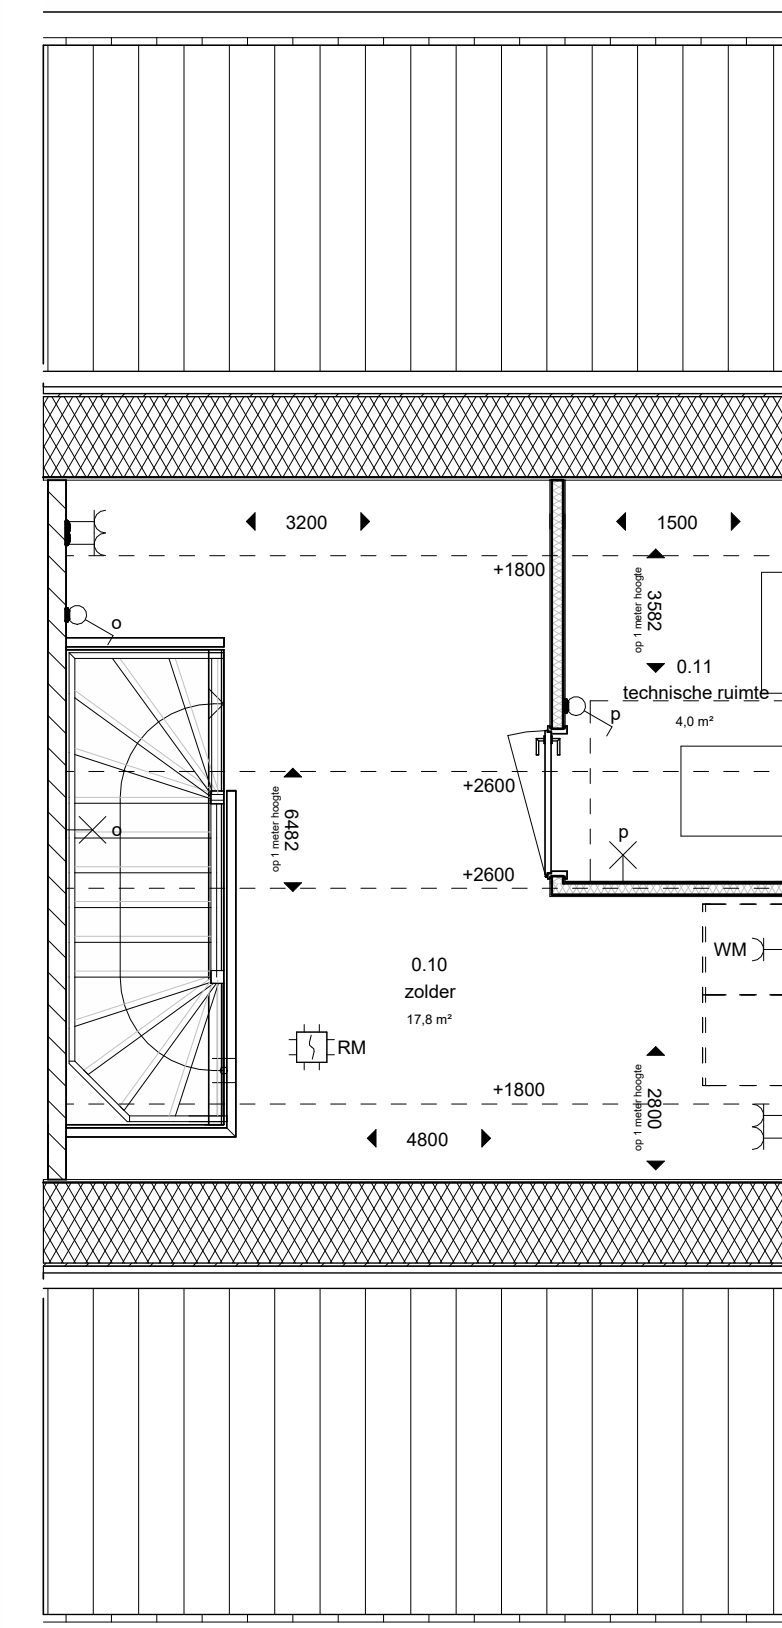 3200
1500
+1800
3582
op 1 meter hoogte
o
0.11
technische ruimte
4,0 m²
p
+2600
6482
op 1 meter hoogte
o
p
+2600
WM
0.10
zolder
17,8 m²
RM
+1800
2800
op 1 meter hoogte
4800